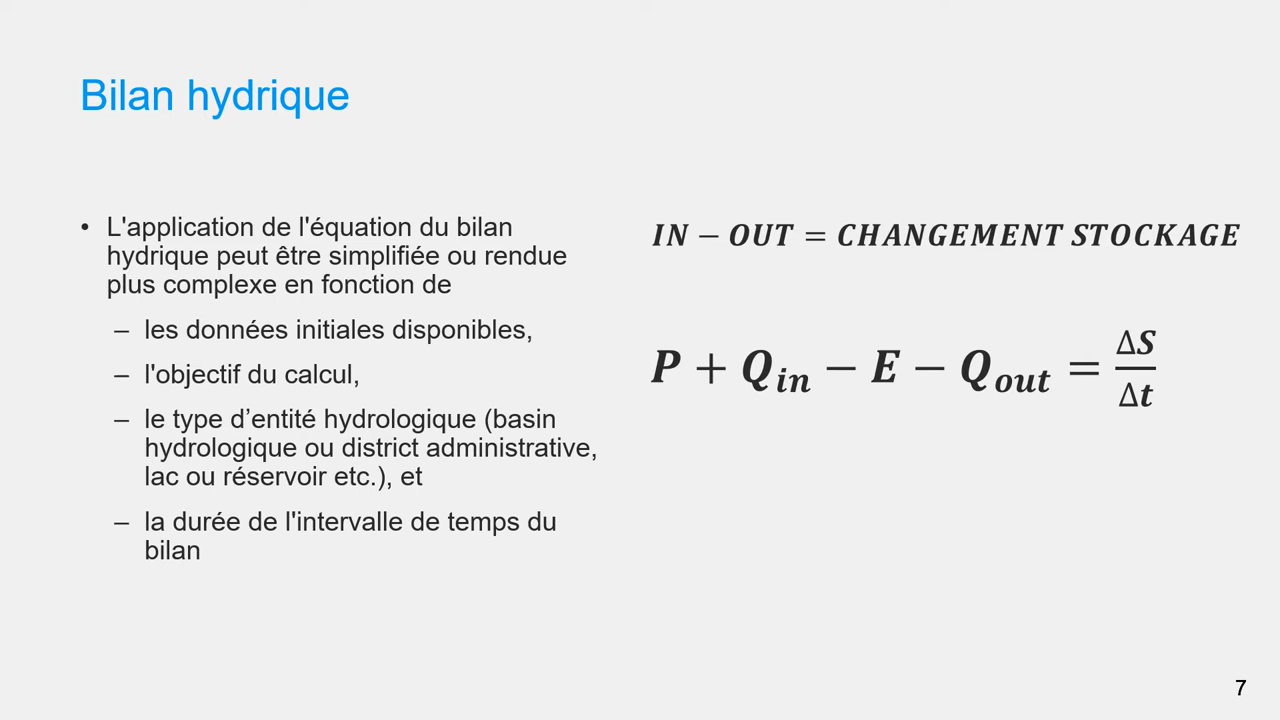 Bilan hydrique
• L'application de l'équation du bilan
hydrique peut être simplifiée ou rendue
plus complexe en fonction de
– les données initiales disponibles,
– l'objectif du calcul,
– le type d’entité hydrologique (basin
hydrologique ou district administrative,
lac ou réservoir etc.), et
– la durée de l'intervalle de temps du
bilan
IN − OUT = CHANGEMENT STOCKAGE
P + Q_in − E − Q_out = ΔS/Δt
7